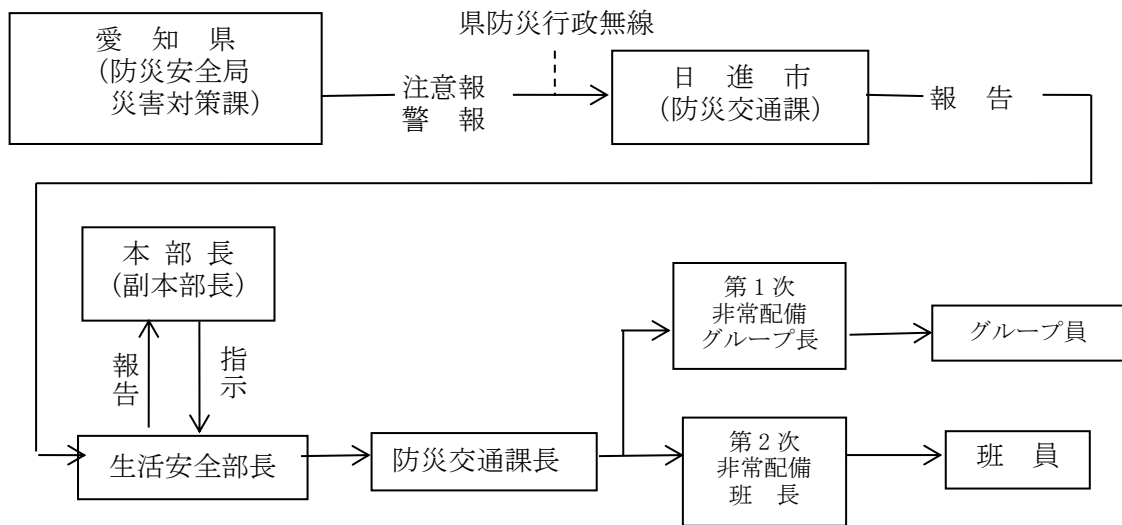 県防災行政無線
愛　知　県
(防災安全局
災害対策課)
注意報
警　報
日　進　市
(防災交通課)
報　告
本 部 長
(副本部長)
報告
指示
第１次
非常配備
グループ長
グループ員
生活安全部長
防災交通課長
第２次
非常配備
班　長
班　員